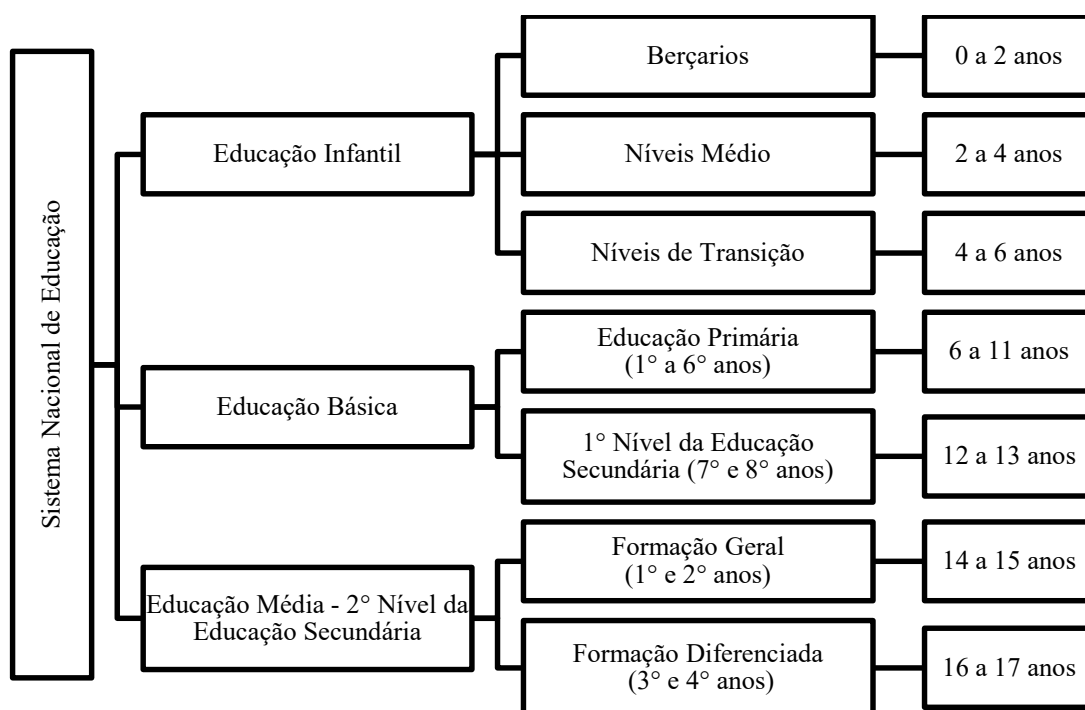 Sistema Nacional de Educação
Educação Infantil
Berçarios
0 a 2 anos
Níveis Médio
2 a 4 anos
Níveis de Transição
4 a 6 anos
Educação Básica
Educação Primária
(1° a 6° anos)
6 a 11 anos
1° Nível da Educação
Secundária (7° e 8° anos)
12 a 13 anos
Educação Média - 2° Nível da
Educação Secundária
Formação Geral
(1° e 2° anos)
14 a 15 anos
Formação Diferenciada
(3° e 4° anos)
16 a 17 anos